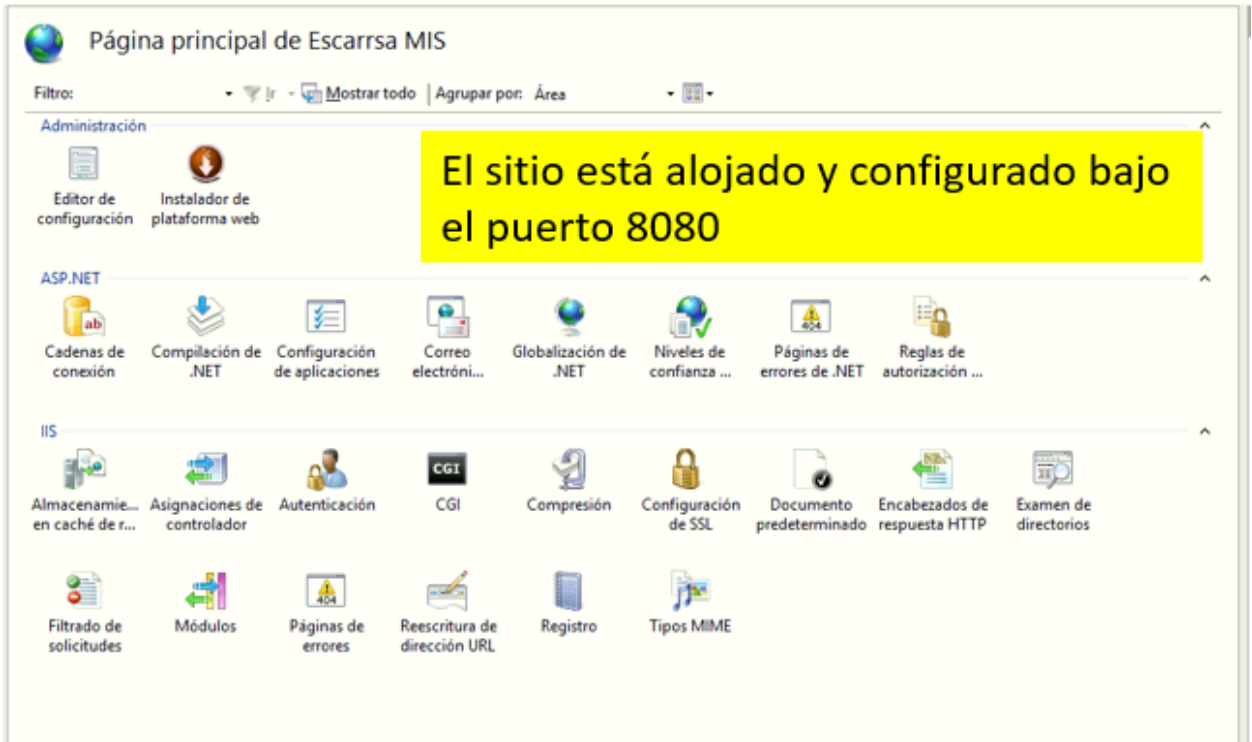 Página principal de Escarrsa MIS
Filtro: Ir Mostrar todo Agrupar por: Área
Administración
Editor de configuración
Instalador de plataforma web
El sitio está alojado y configurado bajo
el puerto 8080
ASP.NET
Cadenas de conexión
Compilación de .NET
Configuración de aplicaciones
Correo electróni...
Globalización de .NET
Niveles de confianza ...
Páginas de errores de .NET
Reglas de autorización ...
IIS
Almacenamie... en caché de r...
Asignaciones de controlador
Autenticación
CGI
Compresión
Configuración de SSL
Documento predeterminado
Encabezados de respuesta HTTP
Examen de directorios
Filtrado de solicitudes
Módulos
Páginas de errores
Reescritura de dirección URL
Registro
Tipos MIME